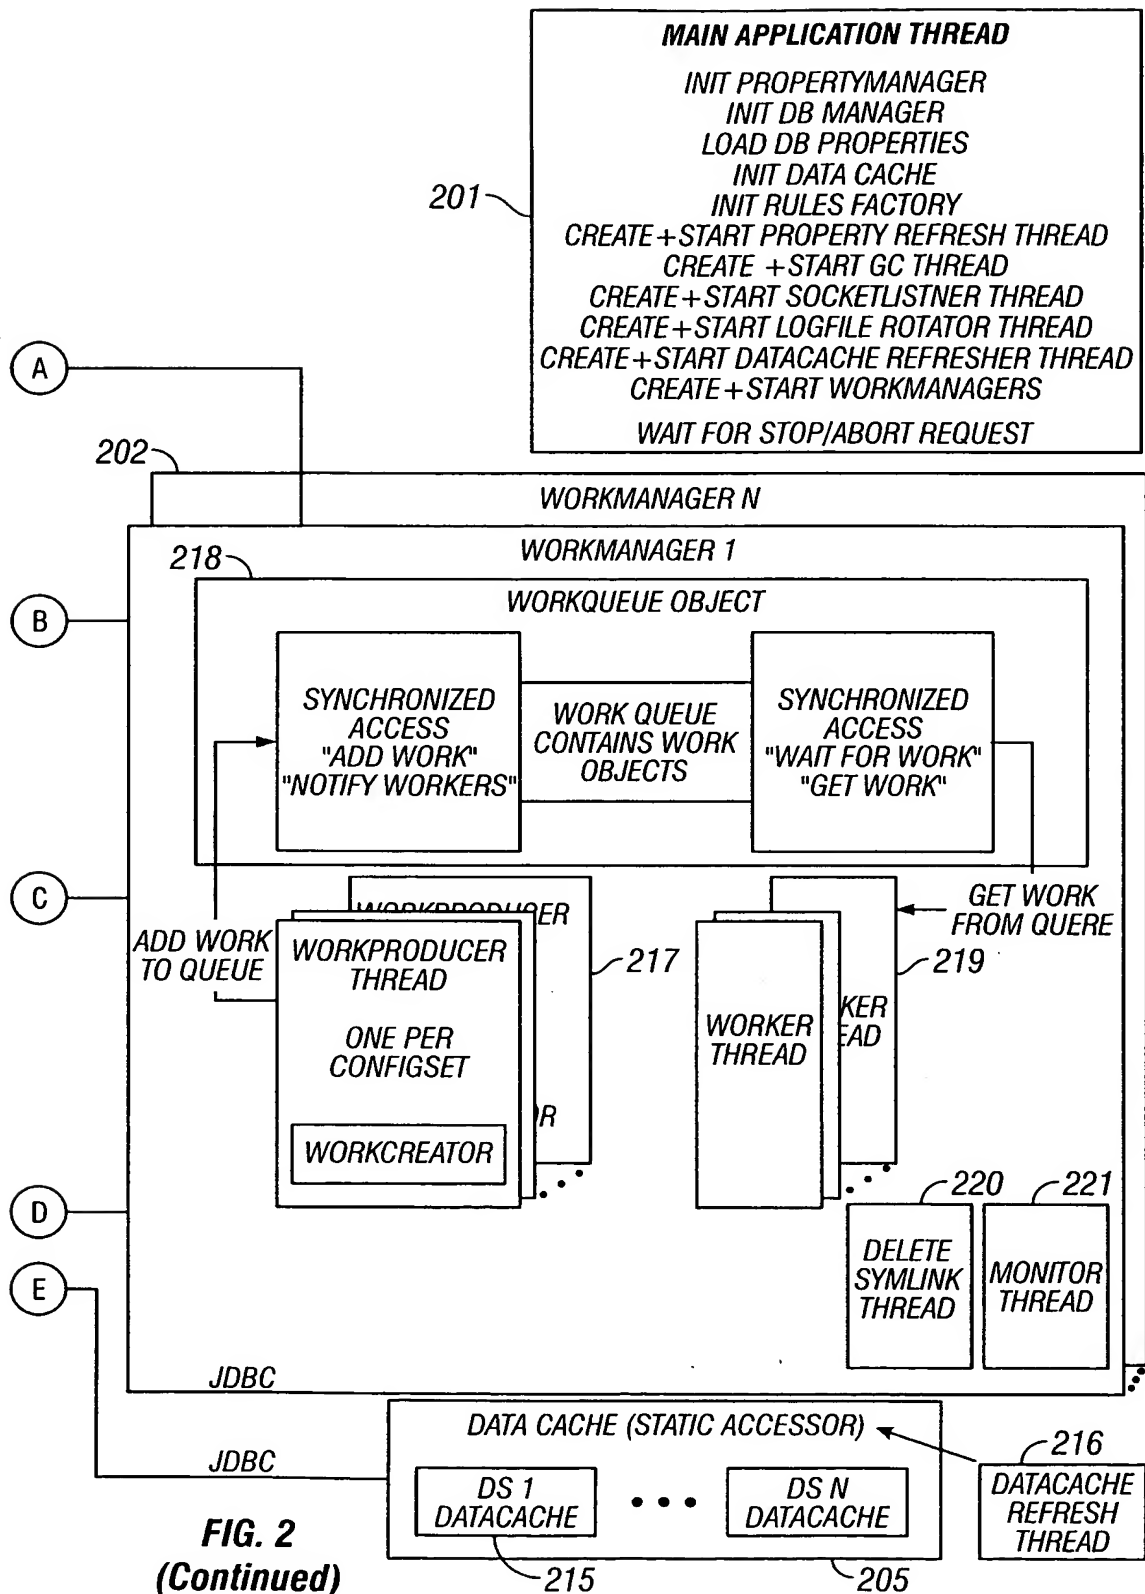 MAIN APPLICATION THREAD
INIT PROPERTYMANAGER
INIT DB MANAGER
LOAD DB PROPERTIES
INIT DATA CACHE
INIT RULES FACTORY
CREATE+START PROPERTY REFRESH THREAD
CREATE +START GC THREAD
CREATE+START SOCKETLISTNER THREAD
CREATE+START LOGFILE ROTATOR THREAD
CREATE+START DATACACHE REFRESHER THREAD
CREATE+START WORKMANAGERS
WAIT FOR STOP/ABORT REQUEST
201
A
202
WORKMANAGER N
WORKMANAGER 1
218
WORKQUEUE OBJECT
B
SYNCHRONIZED
ACCESS
"ADD WORK"
"NOTIFY WORKERS"
WORK QUEUE
CONTAINS WORK
OBJECTS
SYNCHRONIZED
ACCESS
"WAIT FOR WORK"
"GET WORK"
C
ADD WORK
TO QUEUE
WORKPRODUCER
WORKPRODUCER
THREAD
ONE PER
CONFIGSET
OR
WORKCREATOR
217
WORKER
THREAD
KER
EAD
GET WORK
FROM QUERE
219
D
220
DELETE
SYMLINK
THREAD
221
MONITOR
THREAD
E
JDBC
JDBC
DATA CACHE (STATIC ACCESSOR)
DS 1
DATACACHE
• • •
DS N
DATACACHE
216
DATACACHE
REFRESH
THREAD
215
205
FIG. 2
(Continued)